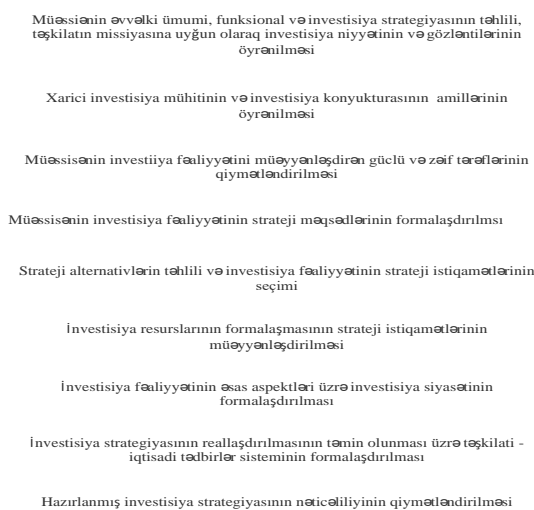 Müəssiənin əvvəlki ümumi, funksional və investisiya strategiyasının təhlili,
təşkilatın missiyasına uyğun olaraq investisiya niyyətinin və gözləntilərinin
öyrənilməsi
Xarici investisiya mühitinin və investisiya konyukturasının amillərinin
öyrənilməsi
Müəssisənin investiiya fəaliyyətini müəyyənləşdirən güclü və zəif tərəflərinin
qiymətləndirilməsi
Müəssisənin investisiya fəaliyyətinin strateji məqsədlərinin formalaşdırılmsı
Strateji alternativlərin təhlili və investisiya fəaliyyətinin strateji istiqamətlərinin
seçimi
İnvestisiya resurslarının formalaşmasının strateji istiqamətlərinin
müəyyənləşdirilməsi
İnvestisiya fəaliyyətinin əsas aspektləri üzrə investisiya siyasətinin
formalaşdırılması
İnvestisiya strategiyasının reallaşdırılmasının təmin olunması üzrə təşkilati -
iqtisadi tədbirlər sisteminin formalaşdırılması
Hazırlanmış investisiya strategiyasının nəticəliliyinin qiymətləndirilməsi